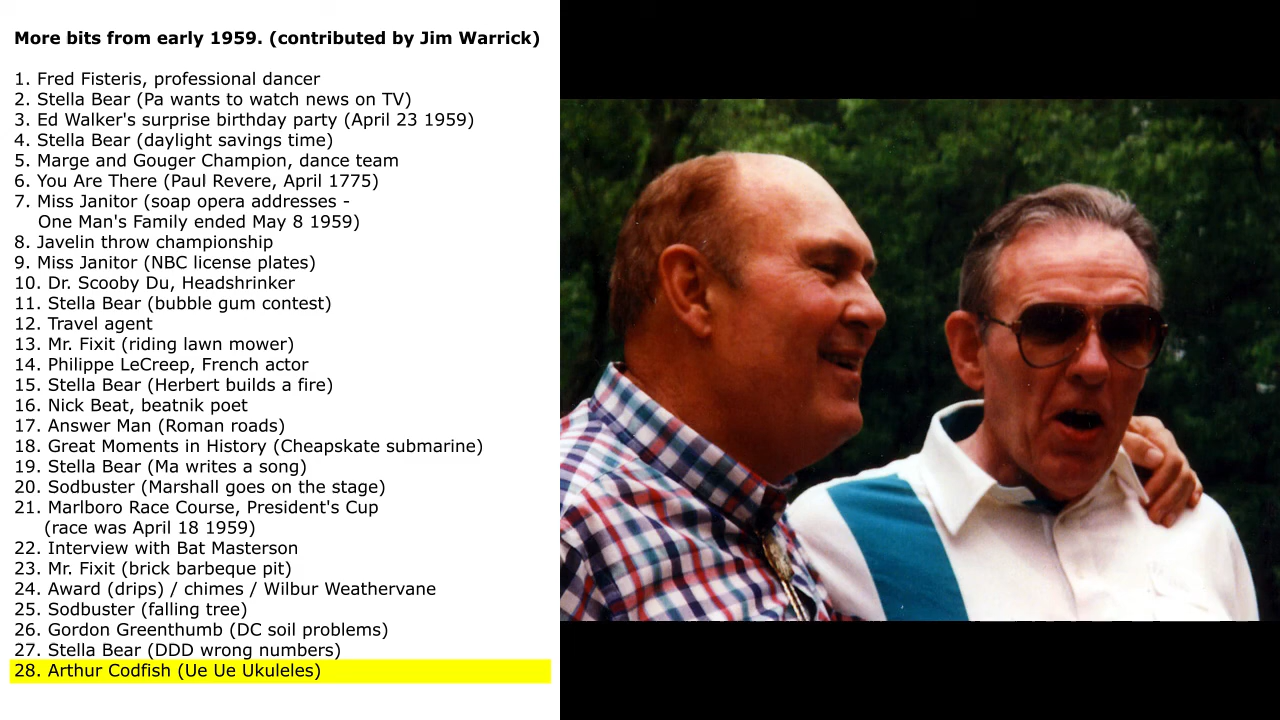 More bits from early 1959. (contributed by Jim Warrick)
1. Fred Fisteris, professional dancer
2. Stella Bear (Pa wants to watch news on TV)
3. Ed Walker's surprise birthday party (April 23 1959)
4. Stella Bear (daylight savings time)
5. Marge and Gouger Champion, dance team
6. You Are There (Paul Revere, April 1775)
7. Miss Janitor (soap opera addresses -
One Man's Family ended May 8 1959)
8. Javelin throw championship
9. Miss Janitor (NBC license plates)
10. Dr. Scooby Du, Headshrinker
11. Stella Bear (bubble gum contest)
12. Travel agent
13. Mr. Fixit (riding lawn mower)
14. Philippe LeCreep, French actor
15. Stella Bear (Herbert builds a fire)
16. Nick Beat, beatnik poet
17. Answer Man (Roman roads)
18. Great Moments in History (Cheapskate submarine)
19. Stella Bear (Ma writes a song)
20. Sodbuster (Marshall goes on the stage)
21. Marlboro Race Course, President's Cup
(race was April 18 1959)
22. Interview with Bat Masterson
23. Mr. Fixit (brick barbeque pit)
24. Award (drips) / chimes / Wilbur Weathervane
25. Sodbuster (falling tree)
26. Gordon Greenthumb (DC soil problems)
27. Stella Bear (DDD wrong numbers)
28. Arthur Codfish (Ue Ue Ukuleles)